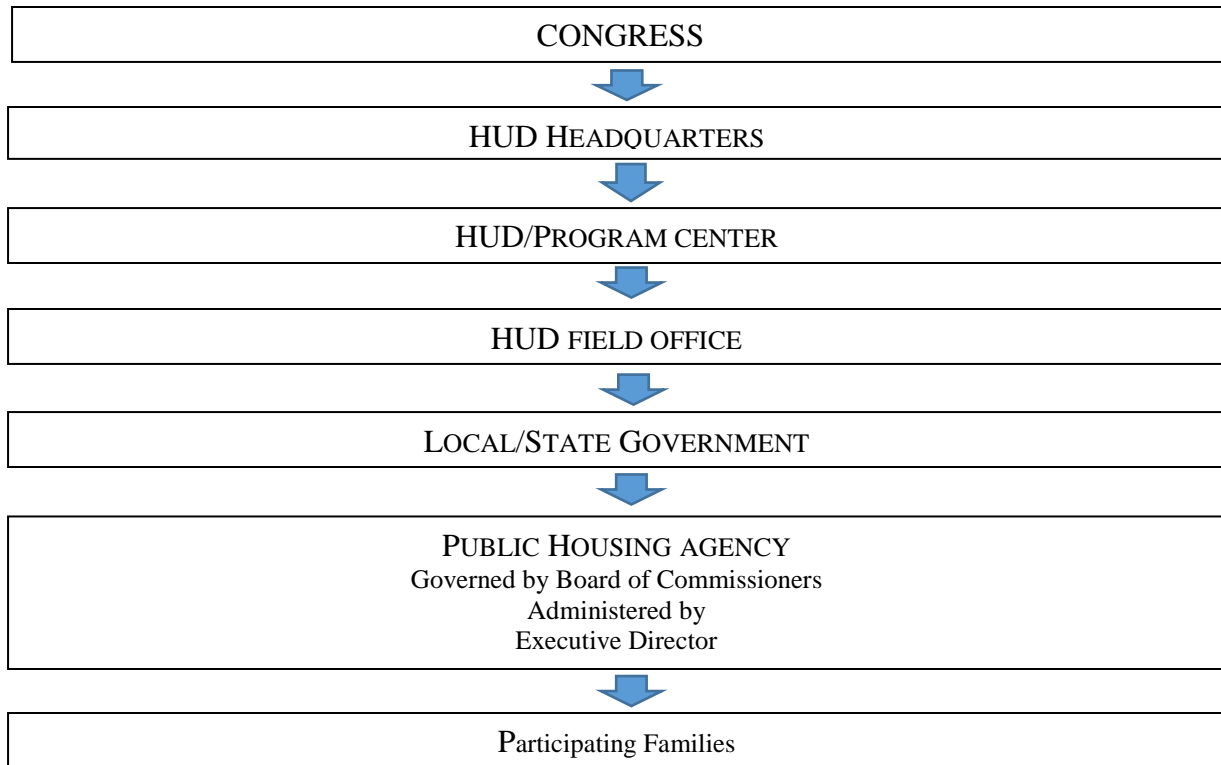 CONGRESS
HUD HEADQUARTERS
HUD/PROGRAM CENTER
HUD FIELD OFFICE
LOCAL/STATE GOVERNMENT
PUBLIC HOUSING AGENCY
Governed by Board of Commissioners
Administered by
Executive Director
Participating Families